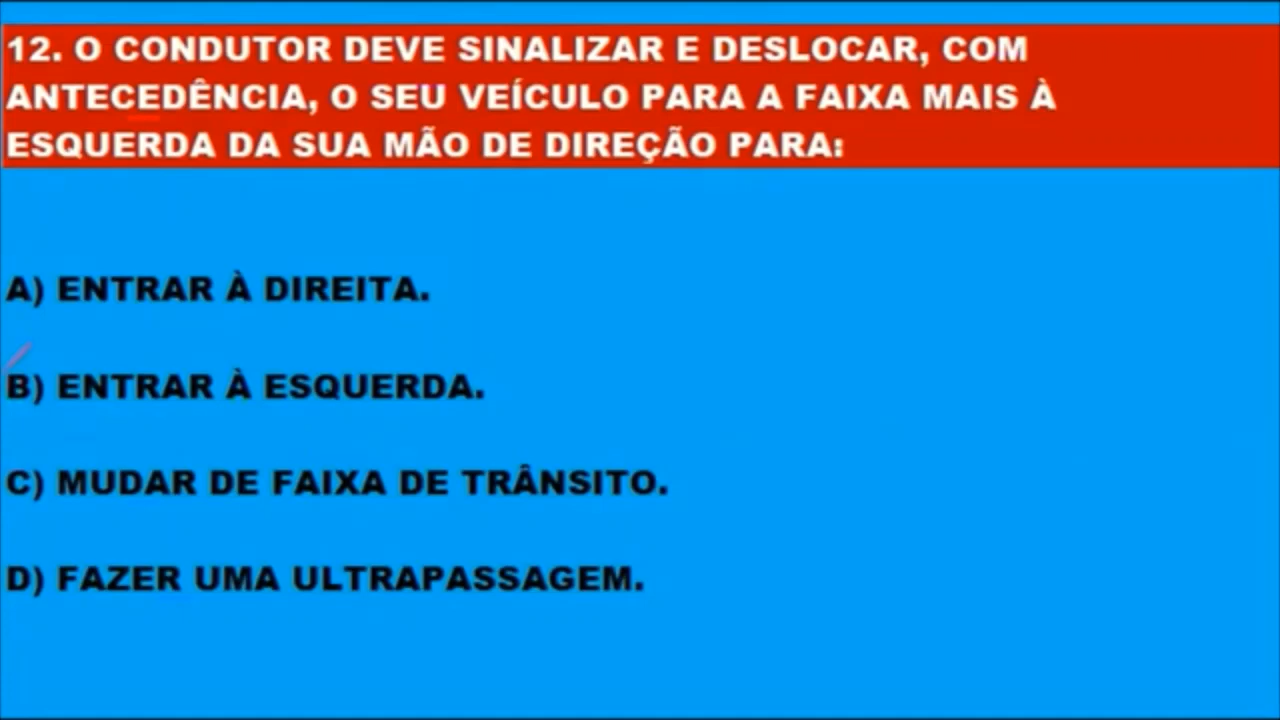 12. O CONDUTOR DEVE SINALIZAR E DESLOCAR, COM
ANTECEDÊNCIA, O SEU VEÍCULO PARA A FAIXA MAIS À
ESQUERDA DA SUA MÃO DE DIREÇÃO PARA:
A) ENTRAR À DIREITA.
B) ENTRAR À ESQUERDA.
C) MUDAR DE FAIXA DE TRÂNSITO.
D) FAZER UMA ULTRAPASSAGEM.